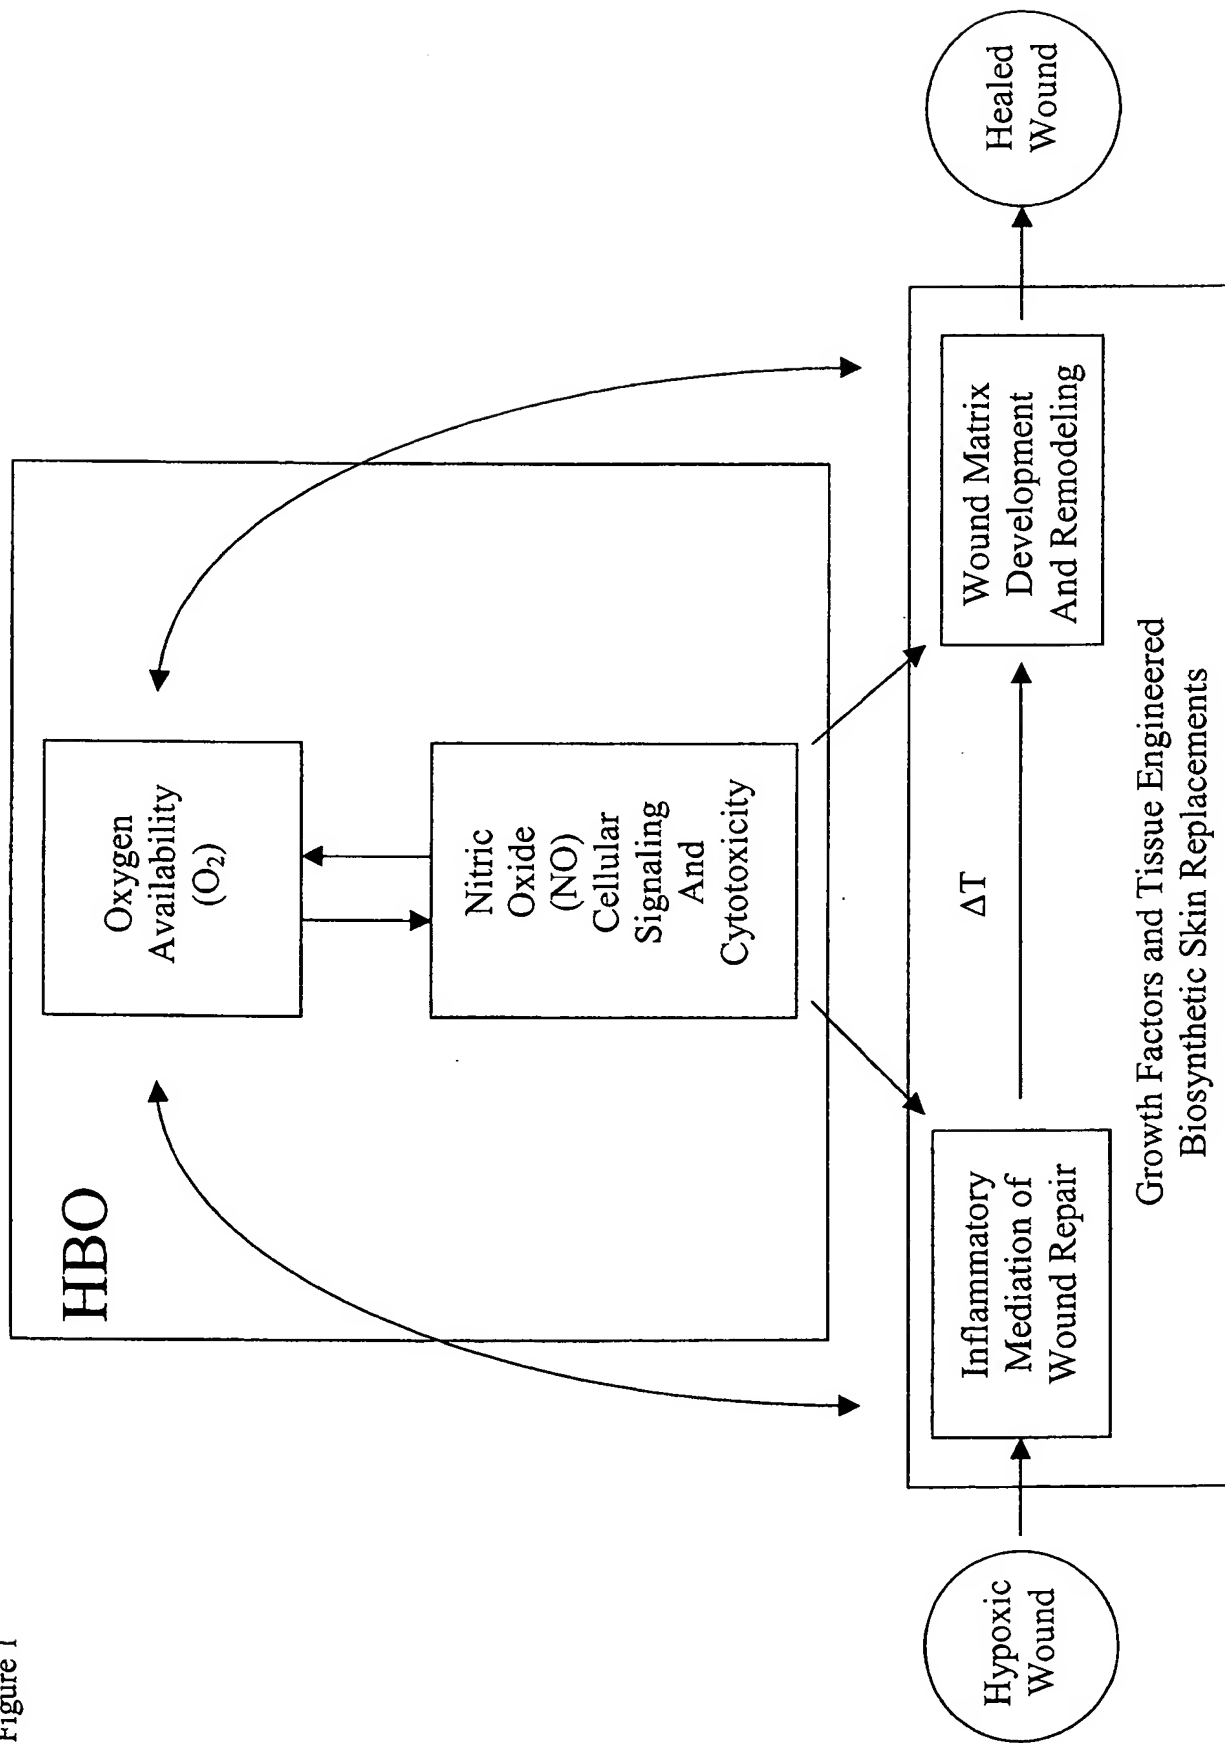 Figure 1
HBO
Oxygen
Availability
(O₂)
Nitric
Oxide
(NO)
Cellular
Signaling
And
Cytotoxicity
Hypoxic
Wound
Inflammatory
Mediation of
Wound Repair
ΔT
Wound Matrix
Development
And Remodeling
Healed
Wound
Growth Factors and Tissue Engineered
Biosynthetic Skin Replacements